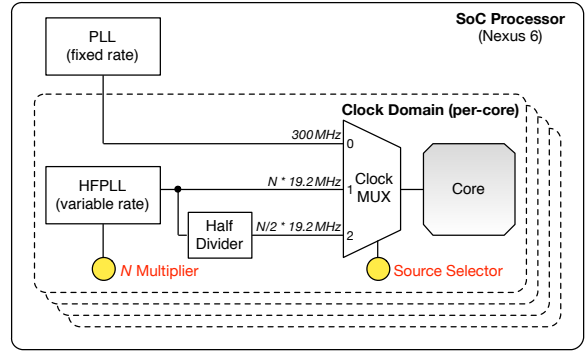 SoC Processor
(Nexus 6)
PLL
(fixed rate)
Clock Domain (per-core)
300 MHz
0
HFPLL
(variable rate)
N * 19.2 MHz
1
Clock
MUX
Core
Half
Divider
N/2 * 19.2 MHz
2
N Multiplier
Source Selector